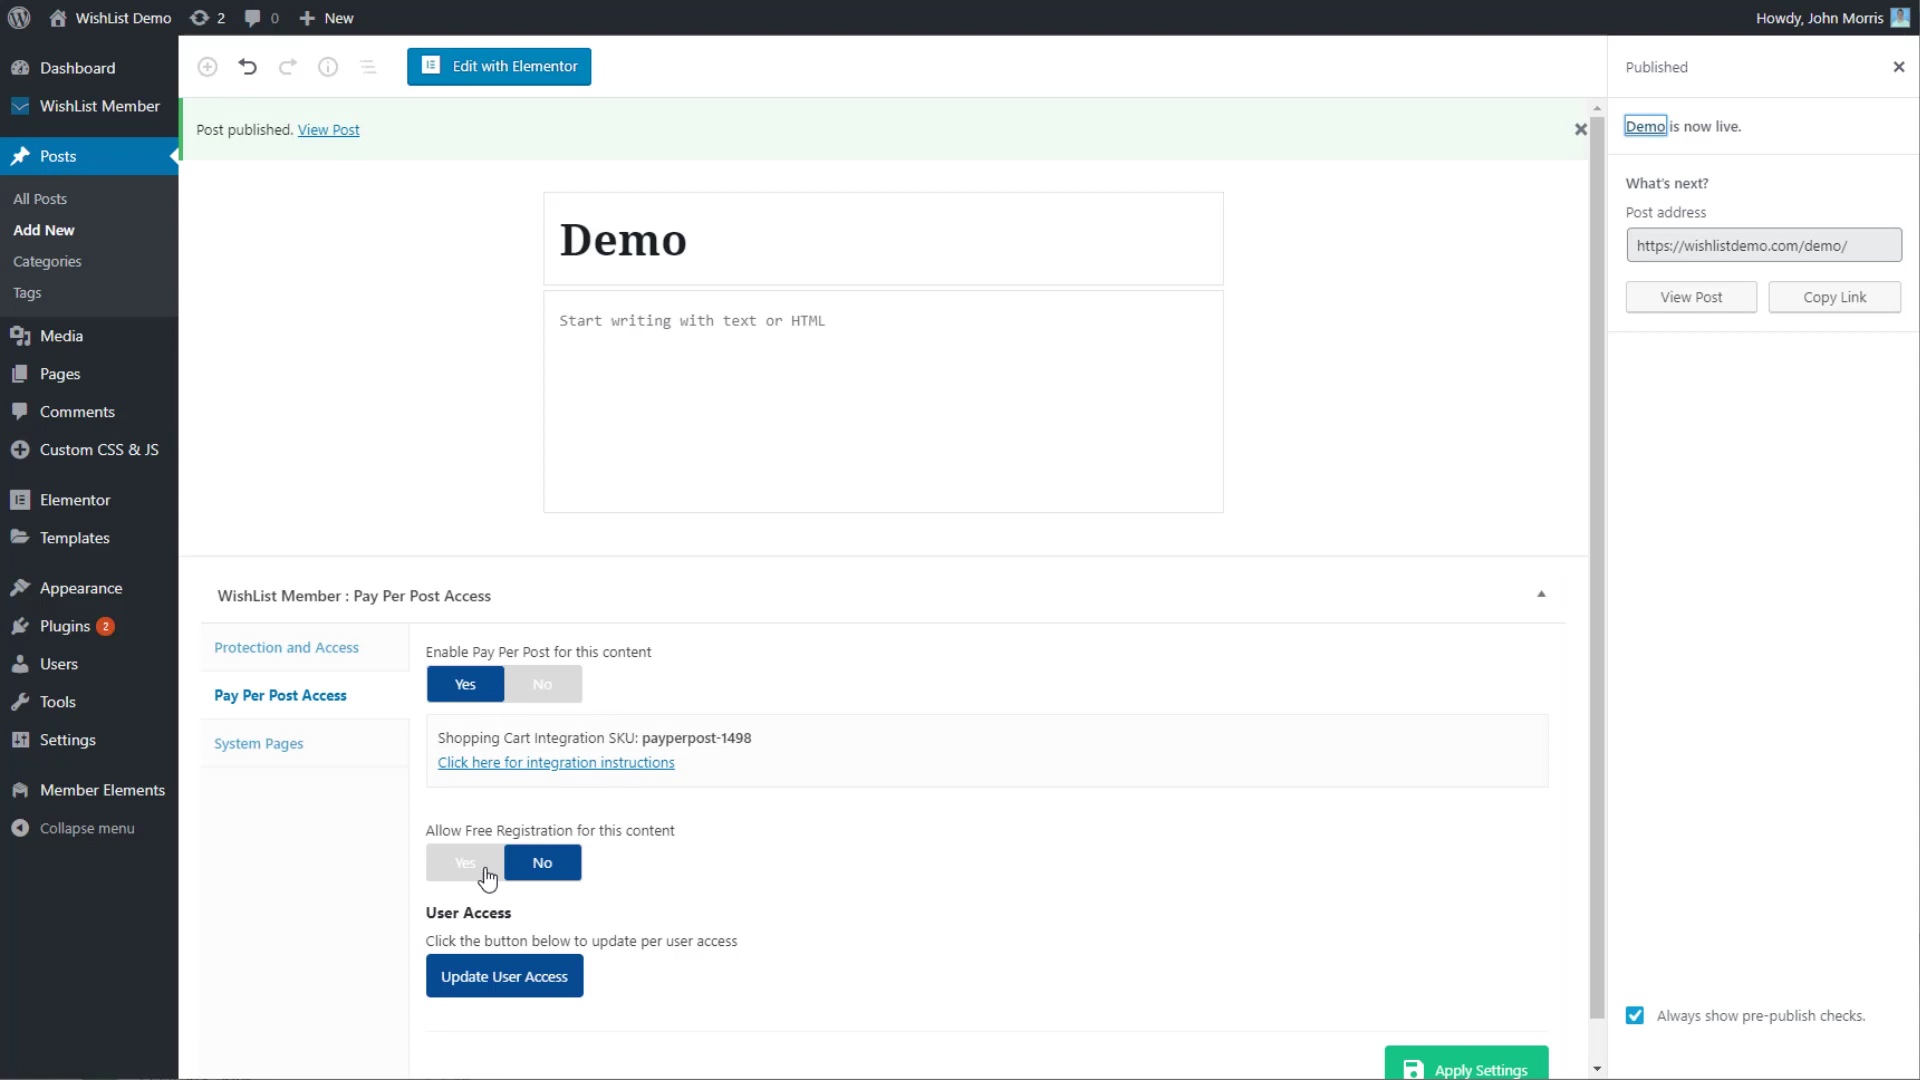 WishList Demo
2
0
New
Howdy, John Morris
Dashboard
WishList Member
Posts
All Posts
Add New
Categories
Tags
Media
Pages
Comments
Custom CSS & JS
Elementor
Templates
Appearance
Plugins 2
Users
Tools
Settings
Member Elements
Collapse menu
Edit with Elementor
Post published. View Post
Demo
Start writing with text or HTML
WishList Member : Pay Per Post Access
Protection and Access
Pay Per Post Access
System Pages
Enable Pay Per Post for this content
Yes No
Shopping Cart Integration SKU: payperpost-1498
Click here for integration instructions
Allow Free Registration for this content
Yes No
User Access
Click the button below to update per user access
Update User Access
Apply Settings
Published
Demo is now live.
What's next?
Post address
https://wishlistdemo.com/demo/
View Post
Copy Link
Always show pre-publish checks.